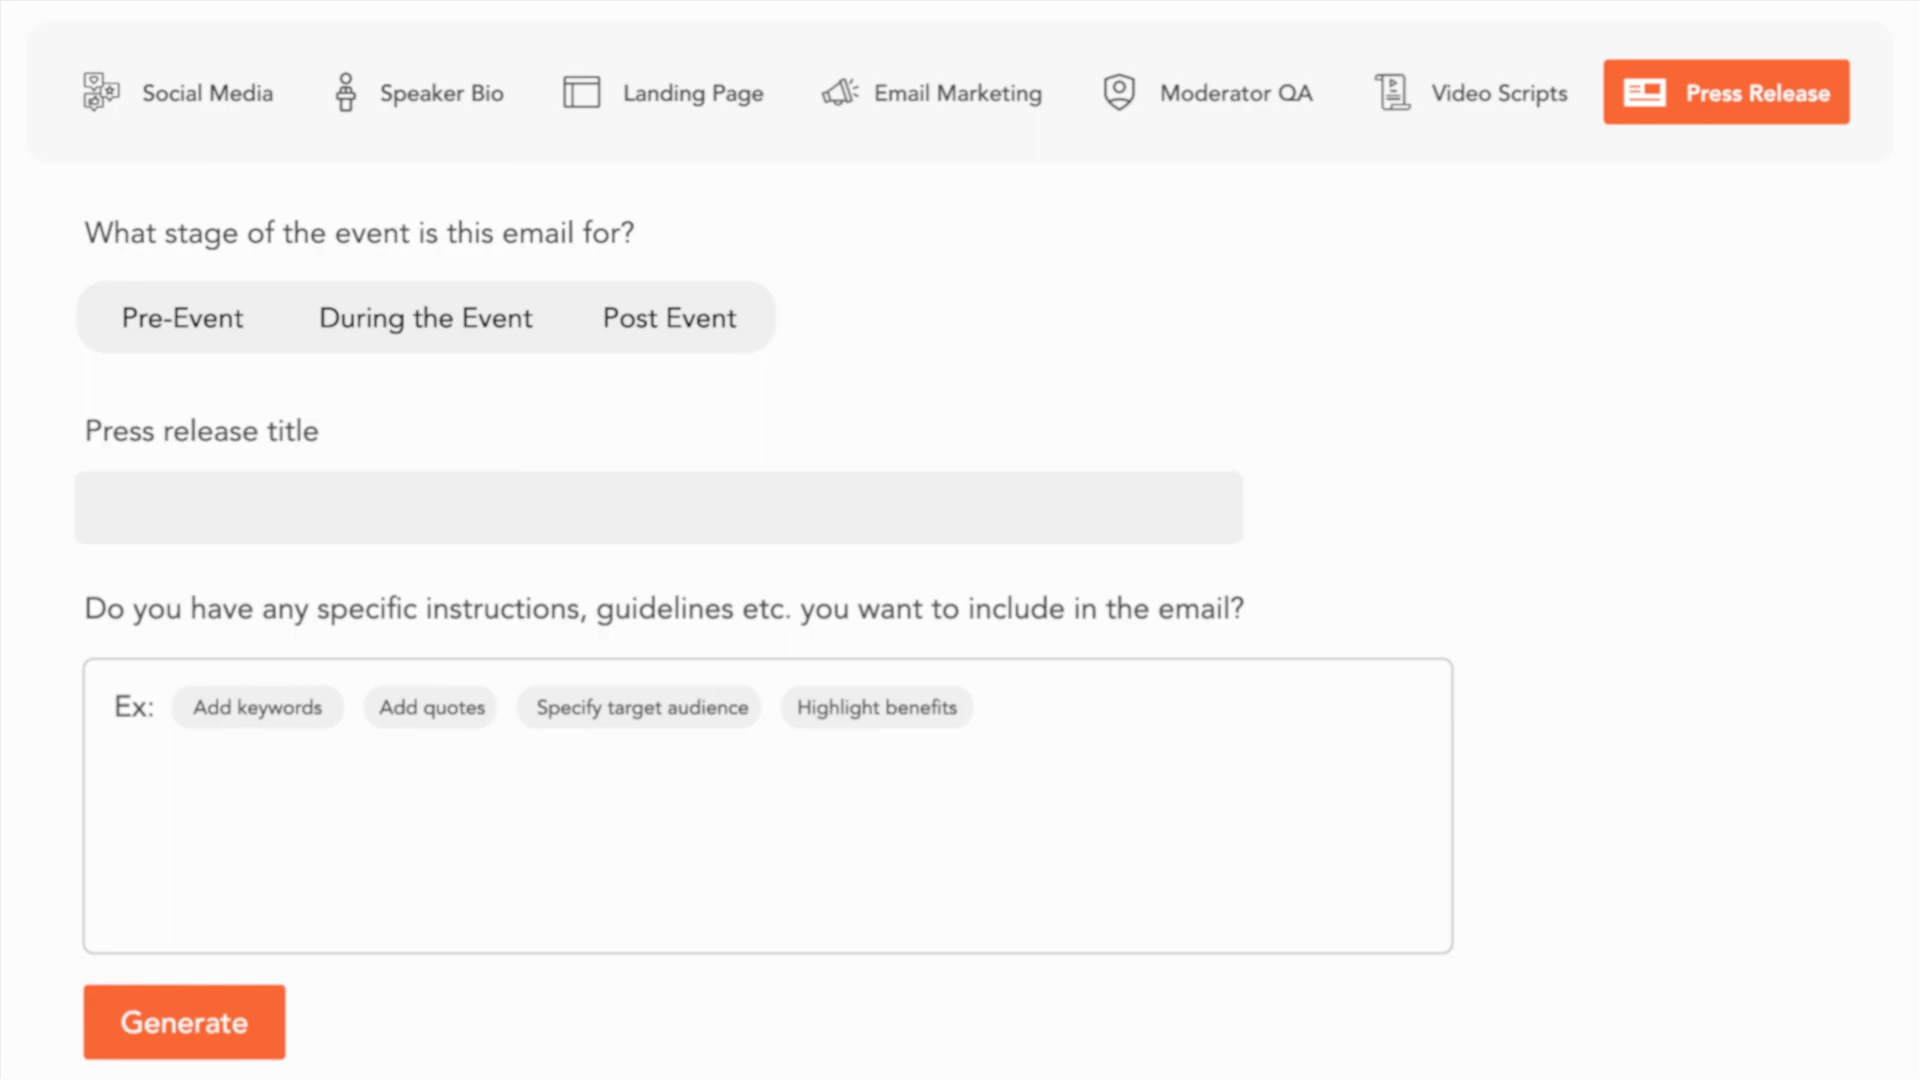 Social Media Speaker Bio Landing Page Email Marketing Moderator QA Video Scripts Press Release
What stage of the event is this email for?
Pre-Event During the Event Post Event
Press release title
Do you have any specific instructions, guidelines etc. you want to include in the email?
Ex: Add keywords Add quotes Specify target audience Highlight benefits
Generate